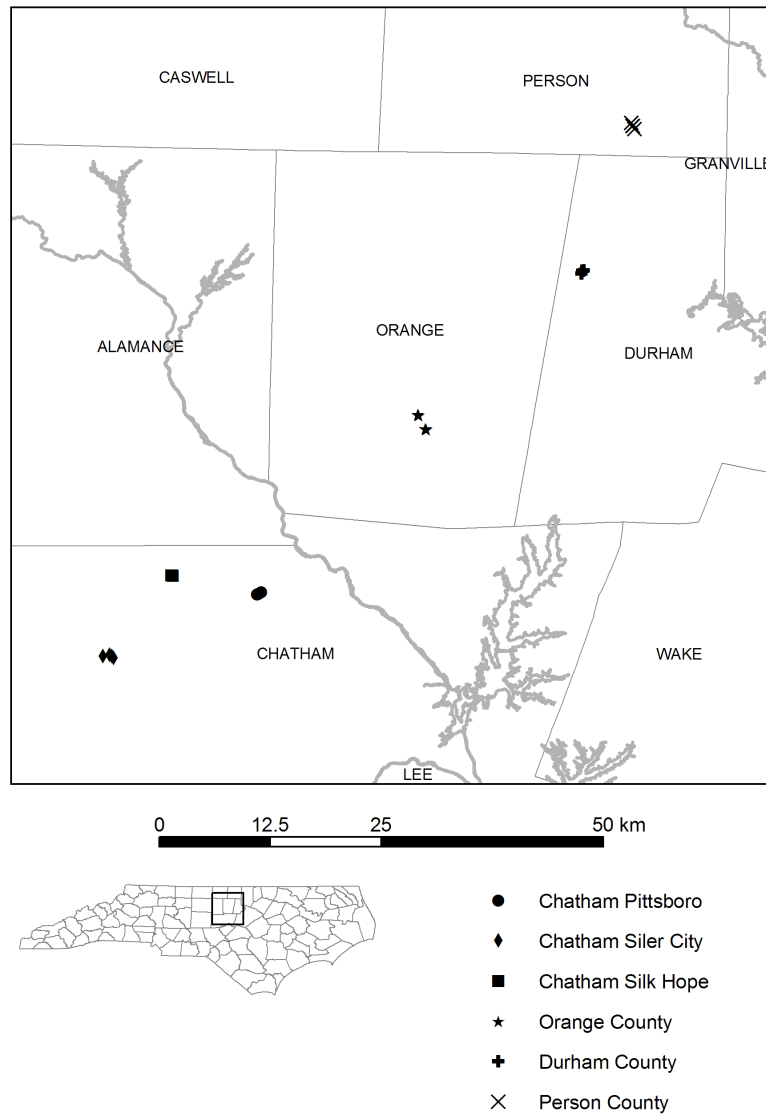 CASWELL
PERSON
GRANVILLE
ORANGE
ALAMANCE
DURHAM
CHATHAM
WAKE
LEE
0 12.5 25 50 km
Chatham Pittsboro
Chatham Siler City
Chatham Silk Hope
Orange County
Durham County
Person County